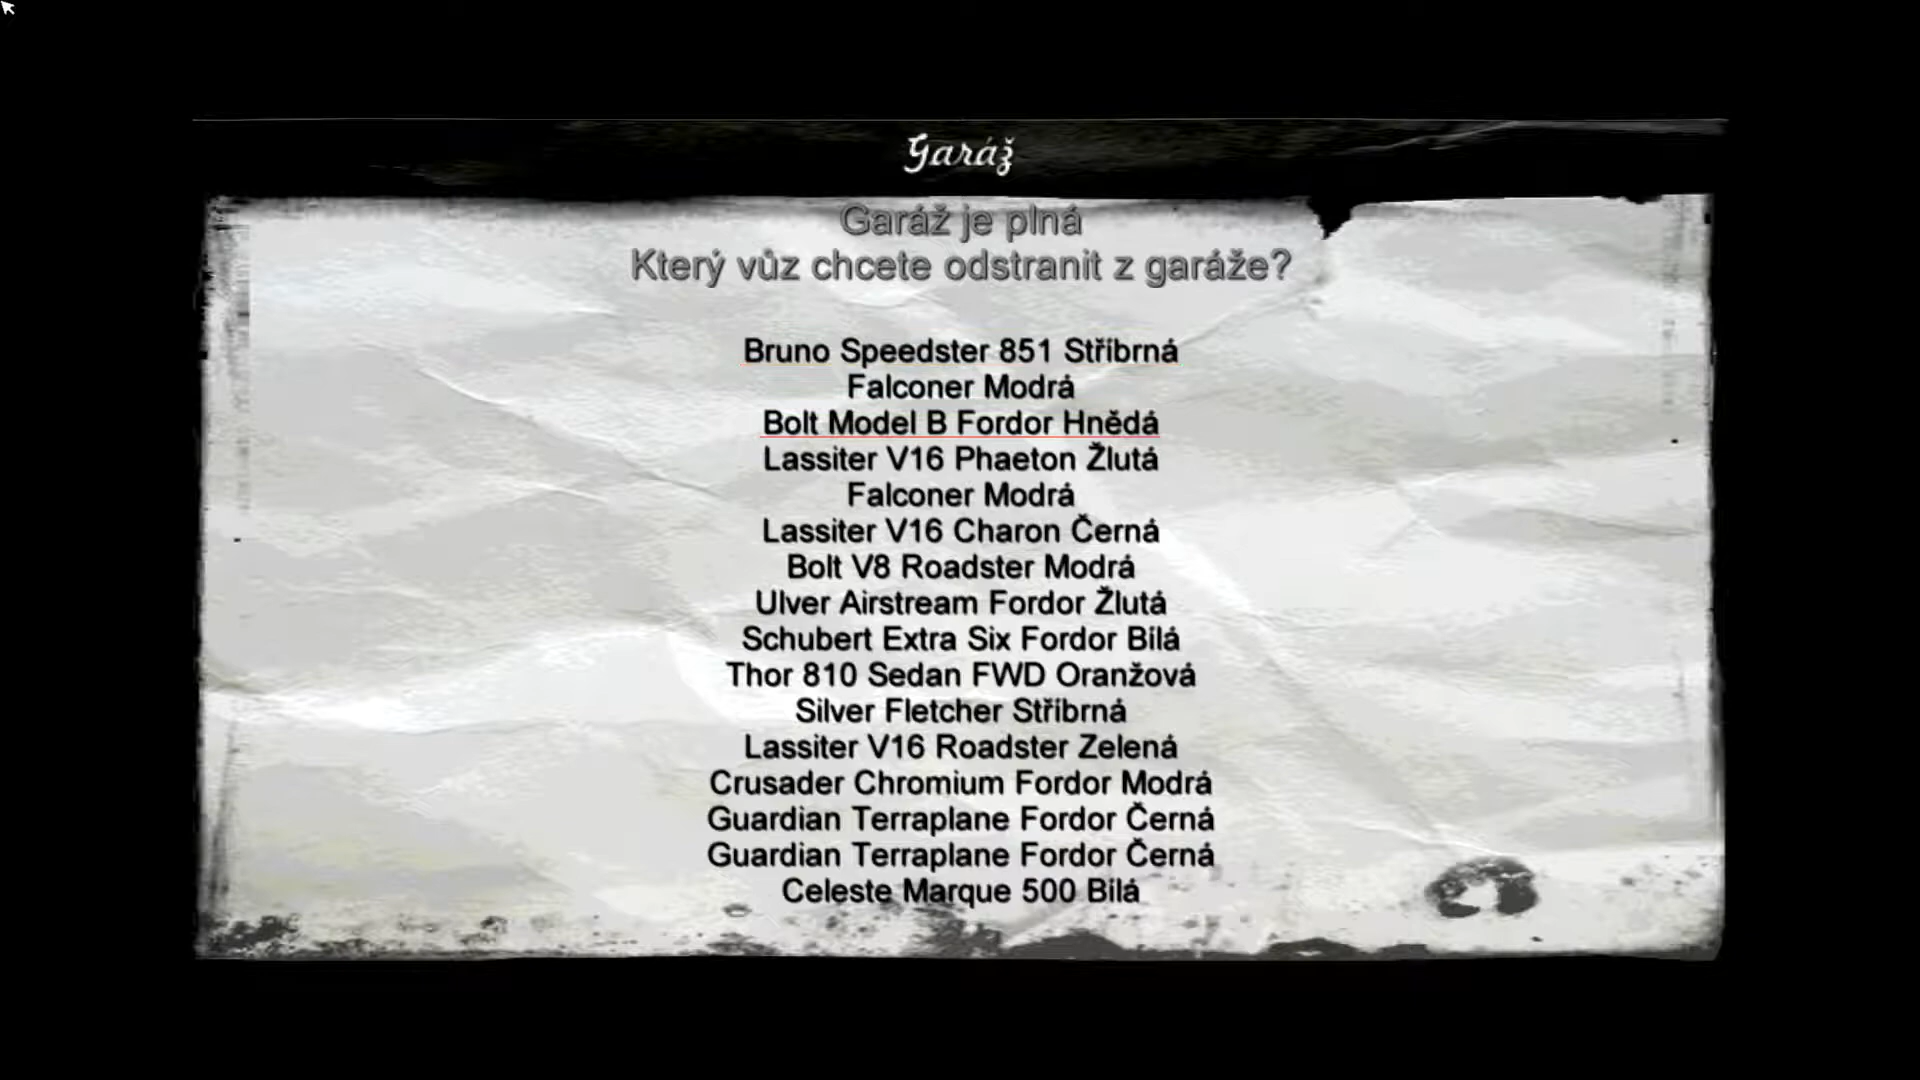 Garáž
Garáž je plná
Který vůz chcete odstranit z garáže?
Bruno Speedster 851 Stříbrná
Falconer Modrá
Bolt Model B Fordor Hnědá
Lassiter V16 Phaeton Žlutá
Falconer Modrá
Lassiter V16 Charon Černá
Bolt V8 Roadster Modrá
Ulver Airstream Fordor Žlutá
Schubert Extra Six Fordor Bílá
Thor 810 Sedan FWD Oranžová
Silver Fletcher Stříbrná
Lassiter V16 Roadster Zelená
Crusader Chromium Fordor Modrá
Guardian Terraplane Fordor Černá
Guardian Terraplane Fordor Černá
Celeste Marque 500 Bílá